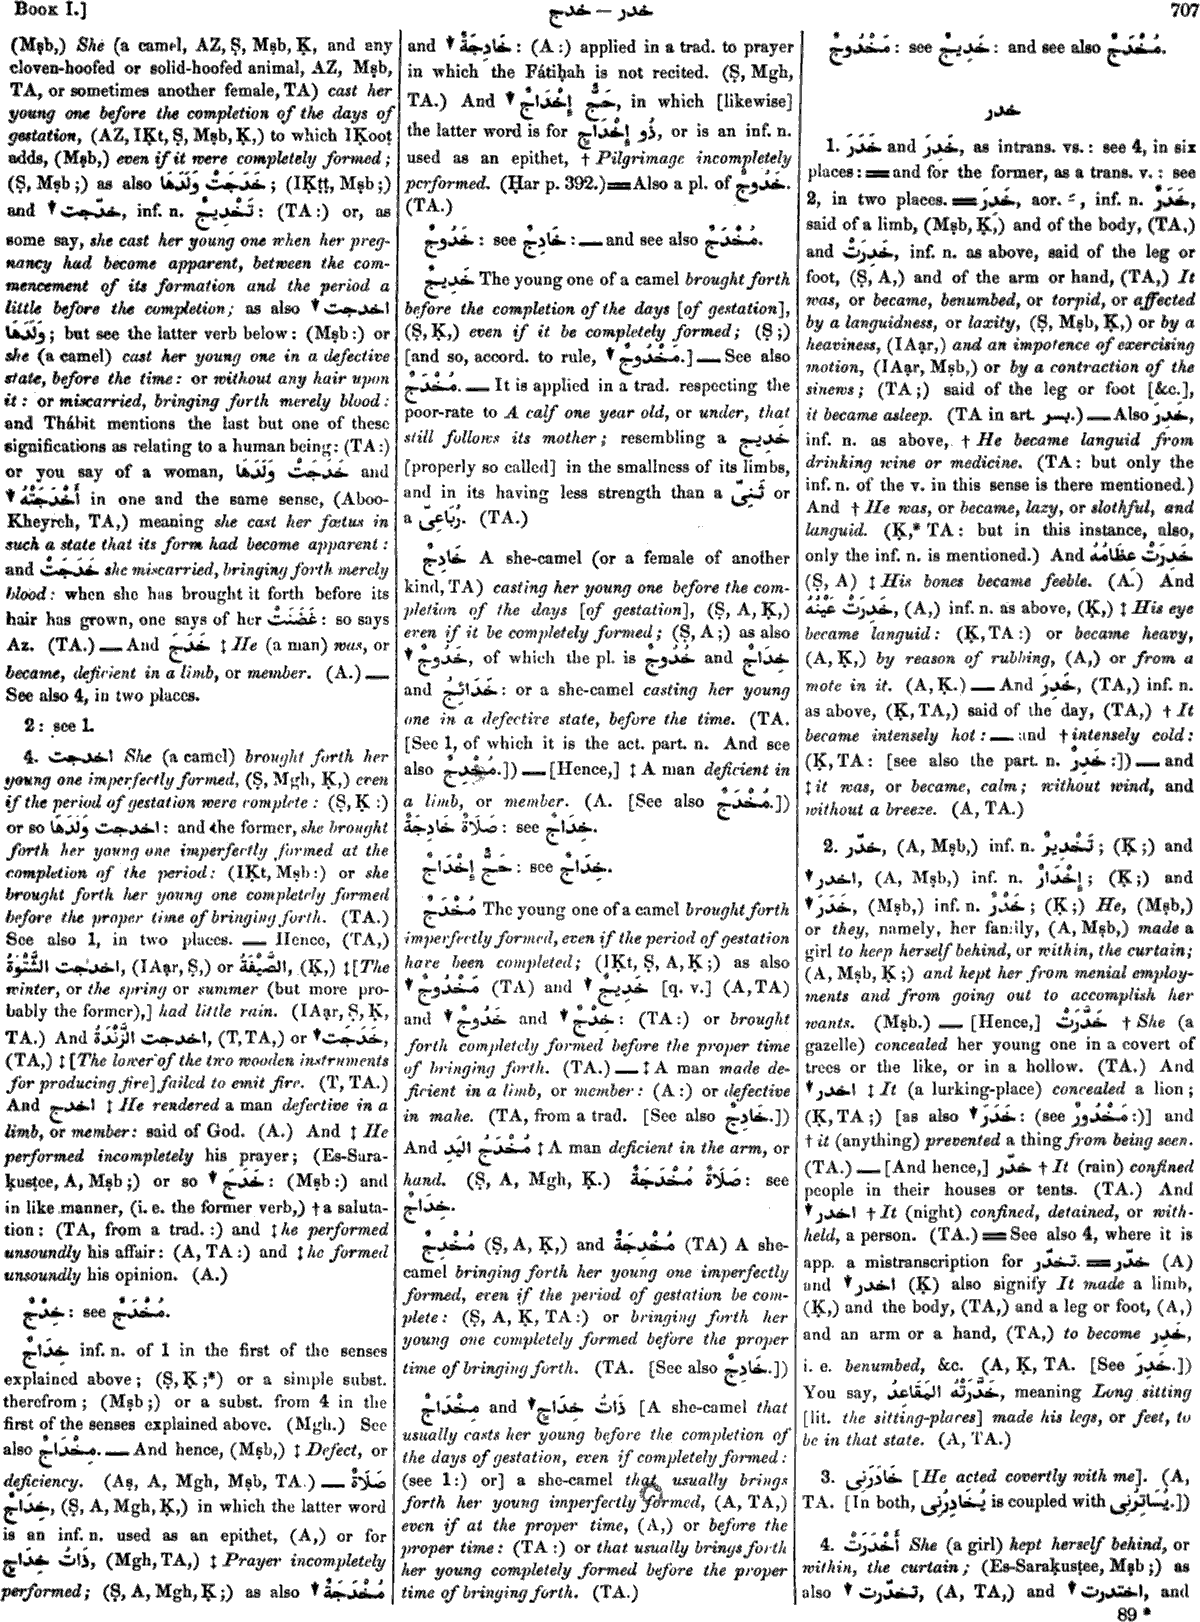 BOOK I.]
خدج — خدر
707
(Mṣb,) She (a camel, AZ, Ṣ, Mṣb, Ḳ, and any
cloven-hoofed or solid-hoofed animal, AZ, Mṣb,
TA, or sometimes another female, TA) cast her
young one before the completion of the days of
gestation, (AZ, IḲt, Ṣ, Mṣb, Ḳ,) to which IḲooṭ
adds, (Mṣb,) even if it were completely formed;
(Ṣ, Mṣb;) as also خَدَجَتْ وَلَدَهَا; (IḲṭṭ, Mṣb;)
and ▼ خدّجت, inf. n. تَخْدِيجٌ: (TA:) or, as
some say, she cast her young one when her preg-
nancy had become apparent, between the com-
mencement of its formation and the period a
little before the completion; as also ▼ اخدجت
وَلَدَهَا; but see the latter verb below: (Mṣb:) or
she (a camel) cast her young one in a defective
state, before the time: or without any hair upon
it: or miscarried, bringing forth merely blood:
and Thábit mentions the last but one of these
significations as relating to a human being: (TA:)
or you say of a woman, خَدَجَتْ وَلَدَهَا and
▼ أَخْدَجَتْهُ in one and the same sense, (Aboo-
Kheyreh, TA,) meaning she cast her fœtus in
such a state that its form had become apparent:
and خَدَجَتْ she miscarried, bringing forth merely
blood: when she has brought it forth before its
hair has grown, one says of her غَضَنَتْ: so says
Az. (TA.) — And خَدَجَ ‡ He (a man) was, or
became, deficient in a limb, or member. (A.) —
See also 4, in two places.
2: see 1.
4. اخدجت She (a camel) brought forth her
young one imperfectly formed, (Ṣ, Mgh, Ḳ,) even
if the period of gestation were complete: (Ṣ, Ḳ:)
or so اخدجت وَلَدَهَا: and the former, she brought
forth her young one imperfectly formed at the
completion of the period: (IḲt, Mṣb:) or she
brought forth her young one completely formed
before the proper time of bringing forth. (TA.)
See also 1, in two places. — Hence, (TA,)
اخدجت الشَّتْوَةُ, (IAạr, Ṣ,) or الصَّيْفَةُ, (Ḳ,) ‡ [The
winter, or the spring or summer (but more pro-
bably the former),] had little rain. (IAạr, Ṣ, Ḳ,
TA.) And اخدجت الزَّنْدَةُ, (T, TA,) or ▼ خَدَجَت,
(TA,) ‡ [The lower of the two wooden instruments
for producing fire] failed to emit fire. (T, TA.)
And اخدج ‡ He rendered a man defective in a
limb, or member: said of God. (A.) And ‡ He
performed incompletely his prayer; (Es-Sara-
ḳusṭee, A, Mṣb;) or so ▼ خَدَجَ: (Mṣb:) and
in like manner, (i. e. the former verb,) † a saluta-
tion: (TA, from a trad.:) and ‡ he performed
unsoundly his affair: (A, TA:) and ‡ he formed
unsoundly his opinion. (A.)
خِدْجٌ: see مُخْدَجٌ.
خِدَاجٌ inf. n. of 1 in the first of the senses
explained above; (Ṣ, Ḳ;*) or a simple subst.
therefrom; (Mṣb;) or a subst. from 4 in the
first of the senses explained above. (Mgh.) See
also مِخْدَاجٌ. — And hence, (Mṣb,) ‡ Defect, or
deficiency. (Aṣ, A, Mgh, Mṣb, TA.) — صَلَاةٌ
خِدَاجٌ, (Ṣ, A, Mgh, Ḳ,) in which the latter word
is an inf. n. used as an epithet, (A,) or for
ذَاتُ خِدَاجٍ, (Mgh, TA,) ‡ Prayer incompletely
performed; (Ṣ, A, Mgh, Ḳ;) as also ▼ مُخْدَجَةٌ
and ▼ خَادِجَةٌ: (A:) applied in a trad. to prayer
in which the Fátiḥah is not recited. (Ṣ, Mgh,
TA.) And ▼ حَجٌّ إِخْدَاجٌ, in which [likewise]
the latter word is for ذُو إِخْدَاجٍ, or is an inf. n.
used as an epithet, † Pilgrimage incompletely
performed. (Ḥar p. 392.) = Also a pl. of خَدُوجٌ.
(TA.)
خَدُوجٌ: see خَادِجٌ: — and see also مُخْدَجٌ.
خَدِيجٌ The young one of a camel brought forth
before the completion of the days [of gestation],
(Ṣ, Ḳ,) even if it be completely formed; (Ṣ;)
[and so, accord. to rule, ▼ مَخْدُوجٌ.] — See also
مُخْدَجٌ. — It is applied in a trad. respecting the
poor-rate to A calf one year old, or under, that
still follows its mother; resembling a خَدِيج
[properly so called] in the smallness of its limbs,
and in its having less strength than a ثَنِىّ or
a رَبَاعِىّ. (TA.)
خَادِجٌ A she-camel (or a female of another
kind, TA) casting her young one before the com-
pletion of the days [of gestation], (Ṣ, A, Ḳ,)
even if it be completely formed; (Ṣ, A;) as also
▼ خَدُوجٌ, of which the pl. is خُدُوجٌ and خِدَاجٌ
and خَدَائِجُ: or a she-camel casting her young
one in a defective state, before the time. (TA.
[See 1, of which it is the act. part. n. And see
also مُخْدِجٌ.]) — [Hence,] ‡ A man deficient in
a limb, or member. (A. [See also مُخْدَجٌ.])
صَلَاةٌ خَادِجَةٌ: see خِدَاجٌ.
حَجٌّ إِخْدَاجٌ: see خِدَاجٌ.
مُخْدَجٌ The young one of a camel brought forth
imperfectly formed, even if the period of gestation
have been completed; (IḲt, Ṣ, A, Ḳ;) as also
▼ مَخْدُوجٌ (TA) and ▼ خَدِيجٌ [q. v.] (A, TA)
and ▼ خَدُوجٌ and ▼ خِدْجٌ: (TA:) or brought
forth completely formed before the proper time
of bringing forth. (TA.) — ‡ A man made de-
ficient in a limb, or member: (A:) or defective
in make. (TA, from a trad. [See also خَادِجٌ.])
And مُخْدَجُ اليَدِ ‡ A man deficient in the arm, or
hand. (Ṣ, A, Mgh, Ḳ.) صَلَاةٌ مُخْدَجَةٌ: see
خِدَاجٌ.
مُخْدِجٌ (Ṣ, A, Ḳ,) and مُخْدِجَةٌ (TA) A she-
camel bringing forth her young one imperfectly
formed, even if the period of gestation be com-
plete: (Ṣ, A, Ḳ, TA:) or bringing forth her
young one completely formed before the proper
time of bringing forth. (TA. [See also خَادِجٌ.])
مِخْدَاجٌ and ▼ ذَاتُ خِدَاجٍ [A she-camel that
usually casts her young before the completion of
the days of gestation, even if completely formed:
(see 1:) or] a she-camel that usually brings
forth her young imperfectly formed, (A, TA,)
even if at the proper time, (A,) or before the
proper time: (TA:) or that usually brings forth
her young completely formed before the proper
time of bringing forth. (TA.)
مَخْدُوجٌ: see خَدِيجٌ: and see also مُخْدَجٌ.
خدر
1. خَدَرَ and خَدِرَ, as intrans. vs.: see 4, in six
places: = and for the former, as a trans. v.: see
2, in two places. = خَدِرَ, aor. ـَ, inf. n. خَدَرٌ,
said of a limb, (Mṣb, Ḳ,) and of the body, (TA,)
and خَدِرَتْ, inf. n. as above, said of the leg or
foot, (Ṣ, A,) and of the arm or hand, (TA,) It
was, or became, benumbed, or torpid, or affected
by a languidness, or laxity, (Ṣ, Mṣb, Ḳ,) or by a
heaviness, (IAạr,) and an impotence of exercising
motion, (IAạr, Mṣb,) or by a contraction of the
sinews; (TA;) said of the leg or foot [&c.],
it became asleep. (TA in art. بسر.) — Also خَدِرَ,
inf. n. as above, † He became languid from
drinking wine or medicine. (TA: but only the
inf. n. of the v. in this sense is there mentioned.)
And † He was, or became, lazy, or slothful, and
languid. (Ḳ,* TA: but in this instance, also,
only the inf. n. is mentioned.) And خَدِرَتْ عِظَامُهُ
(Ṣ, A) ‡ His bones became feeble. (A.) And
خَدِرَتْ عَيْنُهُ, (A,) inf. n. as above, (Ḳ,) ‡ His eye
became languid: (Ḳ, TA:) or became heavy,
(A, Ḳ,) by reason of rubbing, (A,) or from a
mote in it. (A, Ḳ.) — And خَدِرَ, (TA,) inf. n.
as above, (Ḳ, TA,) said of the day, (TA,) † It
became intensely hot: — and † intensely cold:
(Ḳ, TA: [see also the part. n. خَدِرٌ:]) — and
‡ it was, or became, calm; without wind, and
without a breeze. (A, TA.)
2. خدّر, (A, Mṣb,) inf. n. تَخْدِيرٌ; (Ḳ;) and
▼ اخدر, (A, Mṣb,) inf. n. إِخْدَارٌ; (Ḳ;) and
▼ خَدَرَ, (Mṣb,) inf. n. خَدْرٌ; (Ḳ;) He, (Mṣb,)
or they, namely, her family, (A, Mṣb,) made a
girl to keep herself behind, or within, the curtain;
(A, Mṣb, Ḳ;) and kept her from menial employ-
ments and from going out to accomplish her
wants. (Mṣb.) — [Hence,] خَدَّرَتْ † She (a
gazelle) concealed her young one in a covert of
trees or the like, or in a hollow. (TA.) And
▼ اخدر ‡ It (a lurking-place) concealed a lion;
(Ḳ, TA;) [as also ▼ خَدَرَ: (see مَخْدُورٌ:)] and
† it (anything) prevented a thing from being seen.
(TA.) — [And hence,] خدّر † It (rain) confined
people in their houses or tents. (TA.) And
▼ اخدر † It (night) confined, detained, or with-
held, a person. (TA.) = See also 4, where it is
app. a mistranscription for تخدّر. = خدّر (A)
and ▼ اخدر (Ḳ) also signify It made a limb,
(Ḳ,) and the body, (TA,) and a leg or foot, (A,)
and an arm or a hand, (TA,) to become خَدِر,
i. e. benumbed, &c. (A, Ḳ, TA. [See خَدِرَ.])
You say, خَدَّرَتْهُ المَقَاعِدُ, meaning Long sitting
[lit. the sitting-places] made his legs, or feet, to
be in that state. (A, TA.)
3. خَادَرَنِى [He acted covertly with me]. (A,
TA. [In both, يُخَادِرُنِى is coupled with يُسَاتِرُنِى.])
4. أَخْدَرَتْ She (a girl) kept herself behind, or
within, the curtain; (Es-Saraḳusṭee, Mṣb;) as
also ▼ تخدّرت, (A, TA,) and ▼ اختدرت, and
89 *